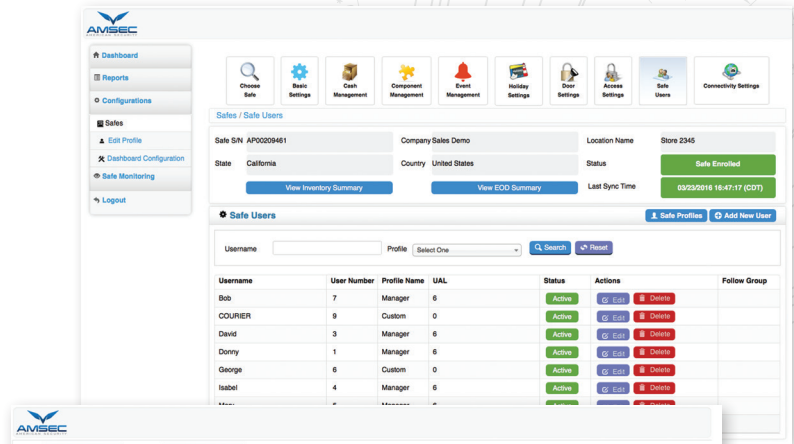 AMSEC
AMERICAN SECURITY
Dashboard
Reports
Configurations
Safes
Edit Profile
Dashboard Configuration
Safe Monitoring
Logout
Choose Safe
Basic Settings
Cash Management
Component Management
Event Management
Holiday Settings
Door Settings
Access Settings
Safe Users
Connectivity Settings
Safes / Safe Users
Safe S/N AP00209461 Company Sales Demo Location Name Store 2345
State California Country United States Status Safe Enrolled
View Inventory Summary View EOD Summary Last Sync Time 03/23/2016 16:47:17 (CDT)
Safe Users Safe Profiles Add New User
Username Profile Select One Search Reset
Username User Number Profile Name UAL Status Actions Follow Group
Bob 7 Manager 6 Active Edit Delete
COURIER 9 Custom 0 Active Edit Delete
David 3 Manager 6 Active Edit Delete
Donny 1 Manager 6 Active Edit Delete
George 6 Custom 0 Active Edit Delete
Isabel 4 Manager 6 Active Edit Delete
AMSEC
AMERICAN SECURITY